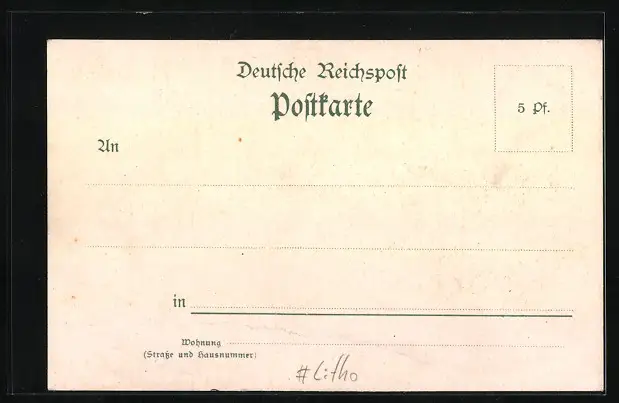 Deutsche Reichspost
Postkarte
5 Pf.
An
in
Wohnung
(Straße und Hausnummer)
#Litho